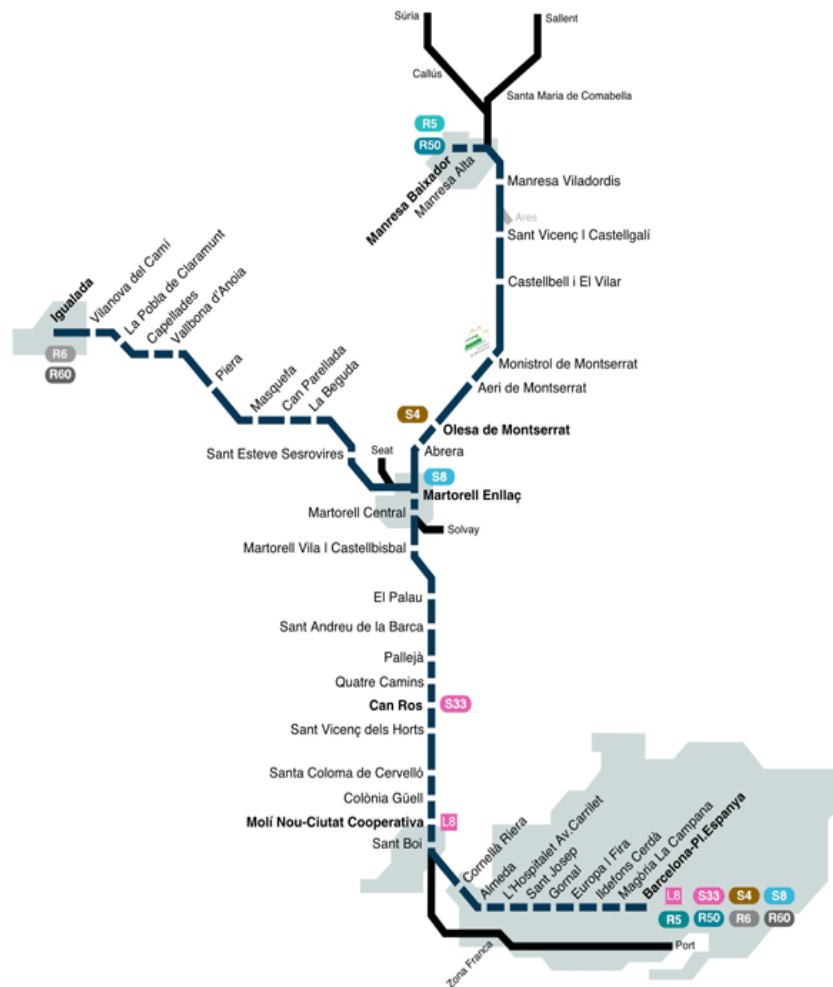 Súria
Sallent
Callús
Santa Maria de Comabella
R5
R50
Manresa Baixador
Manresa Alta
Manresa Viladordis
Ares
Sant Vicenç I Castellgalí
Castellbell i El Vilar
Igualada
Vilanova del Camí
La Pobla de Claramunt
Capellades
Vallbona d'Anoia
R6
R60
Piera
Masquefa
Can Parellada
La Beguda
Monistrol de Montserrat
Aeri de Montserrat
S4
Olesa de Montserrat
Sant Esteve Sesrovires
Seat
Abrera
S8
Martorell Enllaç
Martorell Central
Solvay
Martorell Vila I Castellbisbal
El Palau
Sant Andreu de la Barca
Pallejà
Quatre Camins
Can Ros
S33
Sant Vicenç dels Horts
Santa Coloma de Cervelló
Colònia Güell
Molí Nou-Ciutat Cooperativa
L8
Sant Boi
Cornellà Riera
Almeda
L'Hospitalet Av,Carrilet
Sant Josep
Gornal
Europa I Fira
Ildefons Cerdà
Magòria La Campana
Barcelona-Pl.Espanya
L8
S33
S4
S8
R5
R50
R6
R60
Zona Franca
Port